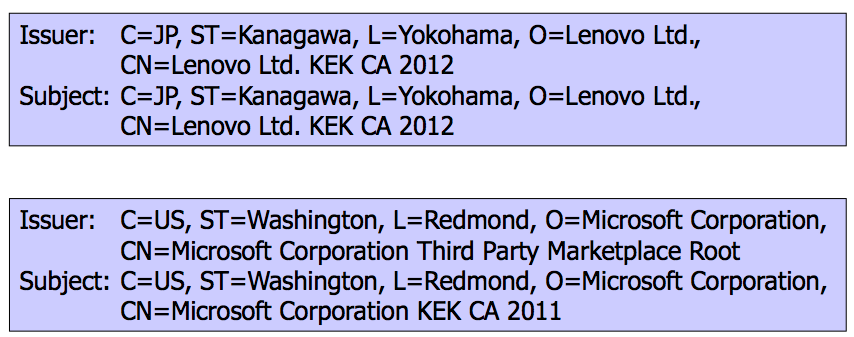 Issuer: C=JP, ST=Kanagawa, L=Yokohama, O=Lenovo Ltd.,
CN=Lenovo Ltd. KEK CA 2012
Subject: C=JP, ST=Kanagawa, L=Yokohama, O=Lenovo Ltd.,
CN=Lenovo Ltd. KEK CA 2012
Issuer: C=US, ST=Washington, L=Redmond, O=Microsoft Corporation,
CN=Microsoft Corporation Third Party Marketplace Root
Subject: C=US, ST=Washington, L=Redmond, O=Microsoft Corporation,
CN=Microsoft Corporation KEK CA 2011